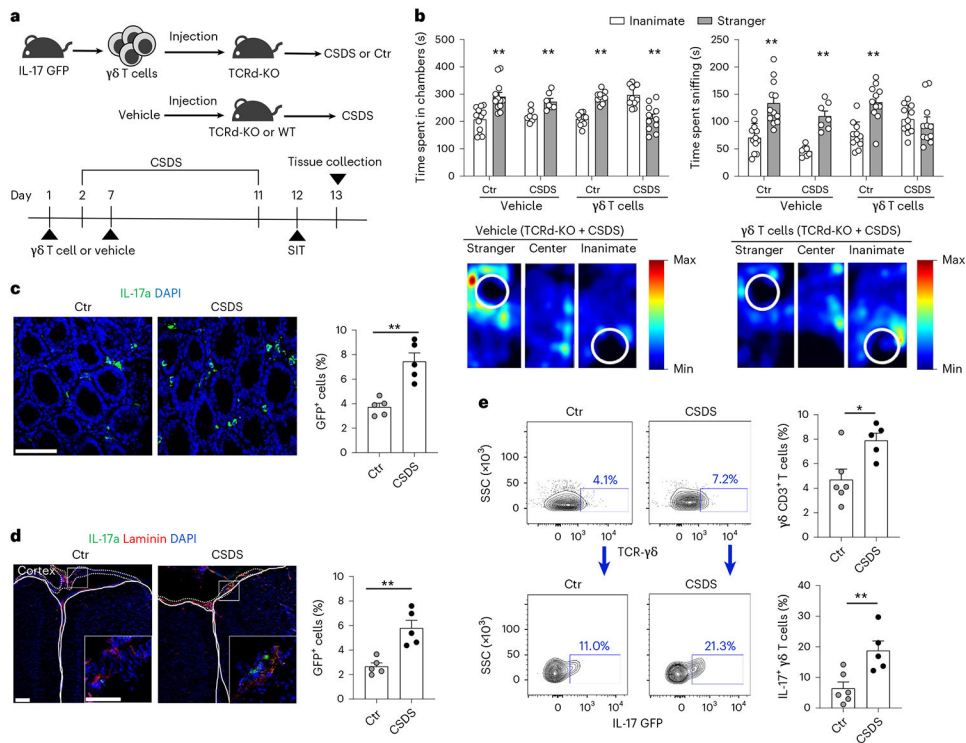 a
Injection
IL-17 GFP
γδ T cells
TCRd-KO
CSDS or Ctr
Injection
Vehicle
TCRd-KO or WT
CSDS
CSDS
Tissue collection
Day 1 2 7 11 12 13
γδ T cell or vehicle
SIT
b
Inanimate Stranger
Time spent in chambers (s)
500
400
300
200
100
0
** ** ** **
Ctr CSDS Ctr CSDS
Vehicle γδ T cells
Time spent sniffing (s)
250
200
150
100
50
0
** ** **
Ctr CSDS Ctr CSDS
Vehicle γδ T cells
Vehicle (TCRd-KO + CSDS)
Stranger Center Inanimate
Max
Min
γδ T cells (TCRd-KO + CSDS)
Stranger Center Inanimate
Max
Min
c
IL-17a DAPI
Ctr CSDS
GFP⁺ cells (%)
10
8
6
4
2
0
**
Ctr CSDS
d
IL-17a Laminin DAPI
Ctr CSDS
Cortex
GFP⁺ cells (%)
10
8
6
4
2
0
**
Ctr CSDS
e
Ctr CSDS
SSC (×10³)
100
50
0
4.1% 7.2%
0 10³ 10⁴ 0 10³ 10⁴
TCR-γδ
γδ CD3⁺ T cells (%)
10
8
6
4
2
0
*
Ctr CSDS
Ctr CSDS
SSC (×10³)
100
50
0
11.0% 21.3%
0 10³ 10⁴ 0 10³ 10⁴
IL-17 GFP
IL-17⁺ γδ T cells (%)
40
30
20
10
0
**
Ctr CSDS